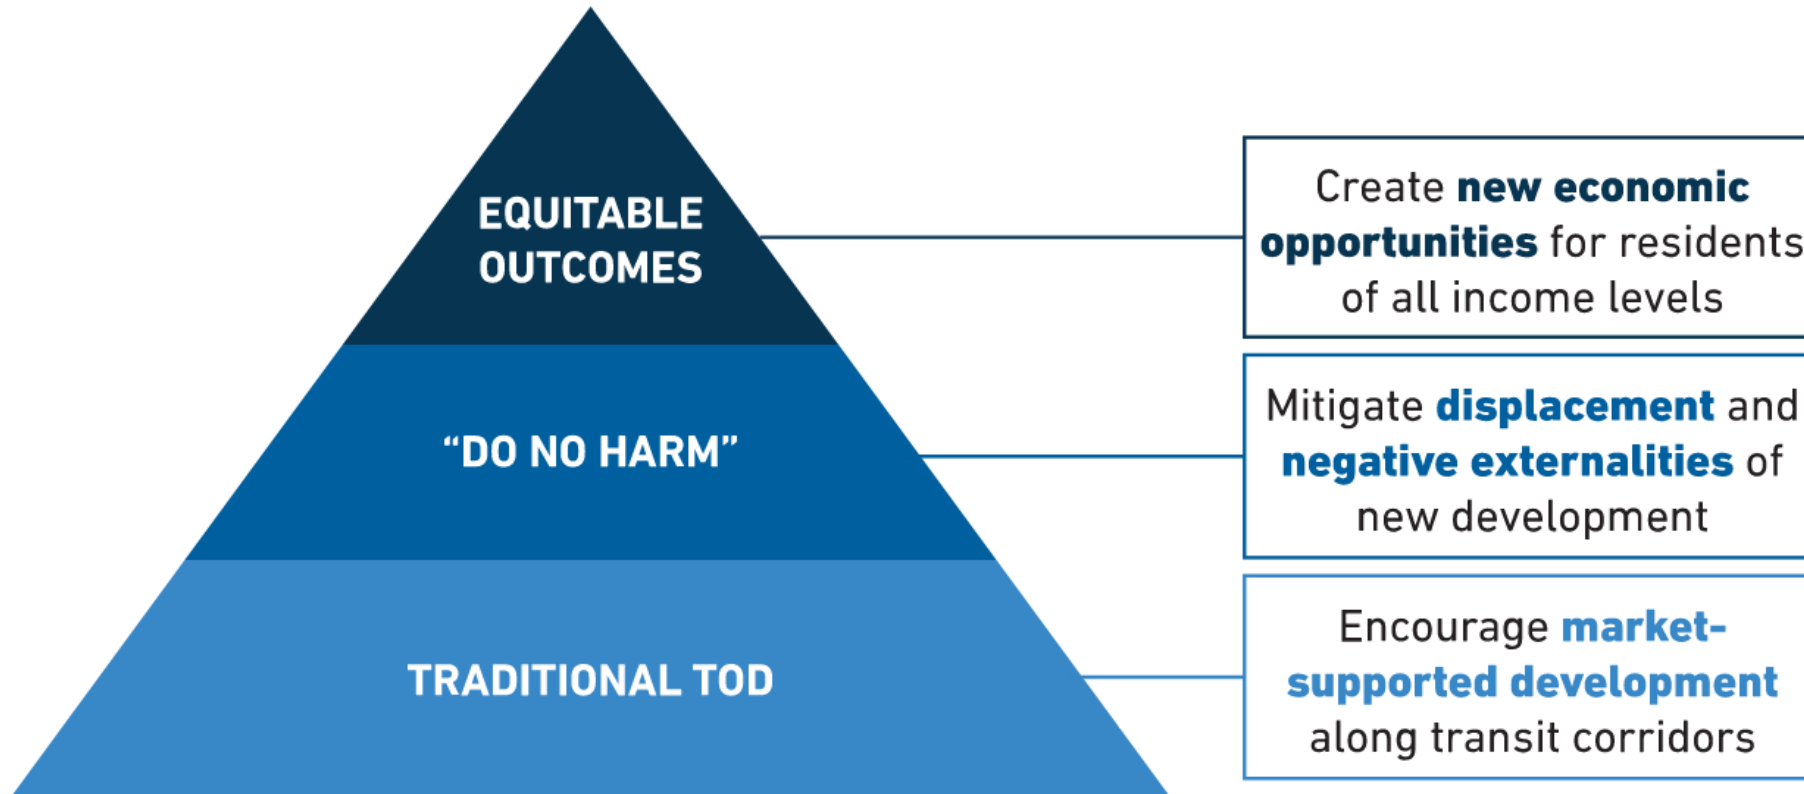 EQUITABLE
OUTCOMES
Create new economic
opportunities for residents
of all income levels
“DO NO HARM”
Mitigate displacement and
negative externalities of
new development
TRADITIONAL TOD
Encourage market-
supported development
along transit corridors